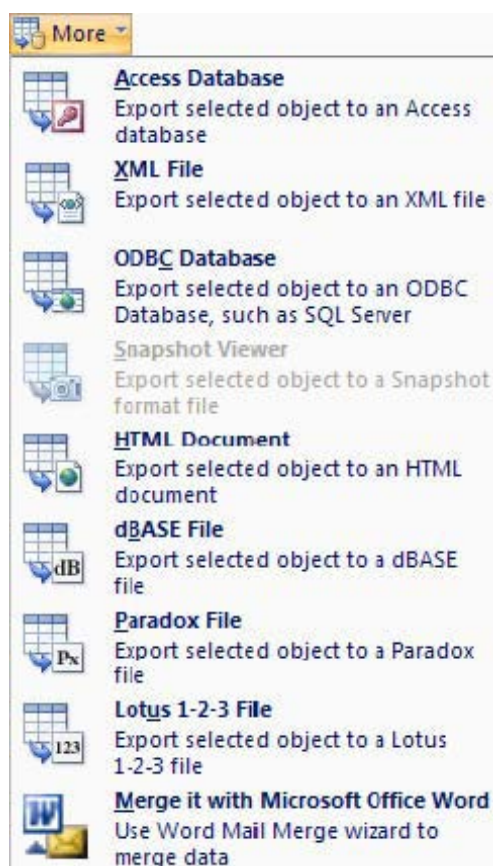 More
Access Database
Export selected object to an Access
database
XML File
Export selected object to an XML file
ODBC Database
Export selected object to an ODBC
Database, such as SQL Server
Snapshot Viewer
Export selected object to a Snapshot
format file
HTML Document
Export selected object to an HTML
document
dBASE File
Export selected object to a dBASE
dB
file
Paradox File
Export selected object to a Paradox
Px
file
Lotus 1-2-3 File
Export selected object to a Lotus
123
1-2-3 file
Merge it with Microsoft Office Word
W
Use Word Mail Merge wizard to
merge data